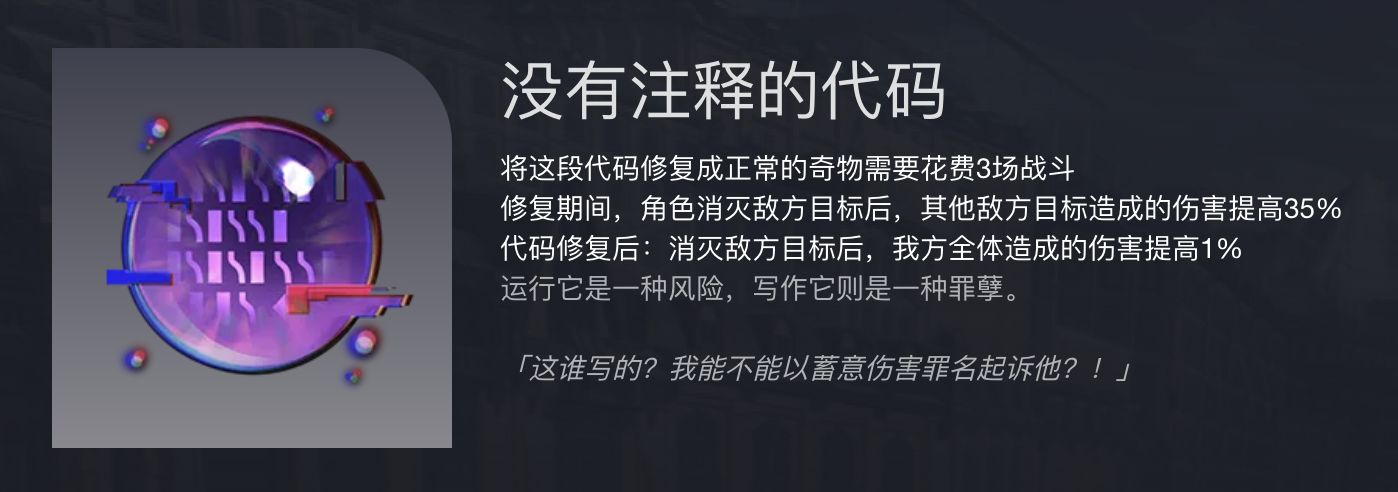 没有注释的代码
将这段代码修复成正常的奇物需要花费3场战斗
修复期间，角色消灭敌方目标后，其他敌方目标造成的伤害提高35%
代码修复后：消灭敌方目标后，我方全体造成的伤害提高1%
运行它是一种风险，写作它则是一种罪孽。
「这谁写的？我能不能以蓄意伤害罪名起诉他？！」